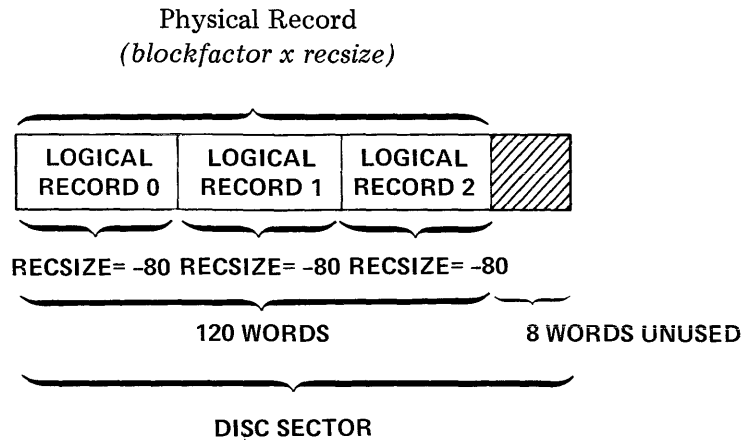 Physical Record
(blockfactor x recsize)
LOGICAL RECORD 0
LOGICAL RECORD 1
LOGICAL RECORD 2
RECSIZE= -80 RECSIZE= -80 RECSIZE= -80
120 WORDS
8 WORDS UNUSED
DISC SECTOR